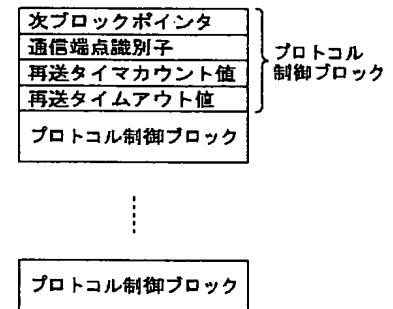 次ブロックポインタ
通信端点識別子
再送タイマカウント値
再送タイムアウト値
プロトコル
制御ブロック
プロトコル制御ブロック
プロトコル制御ブロック